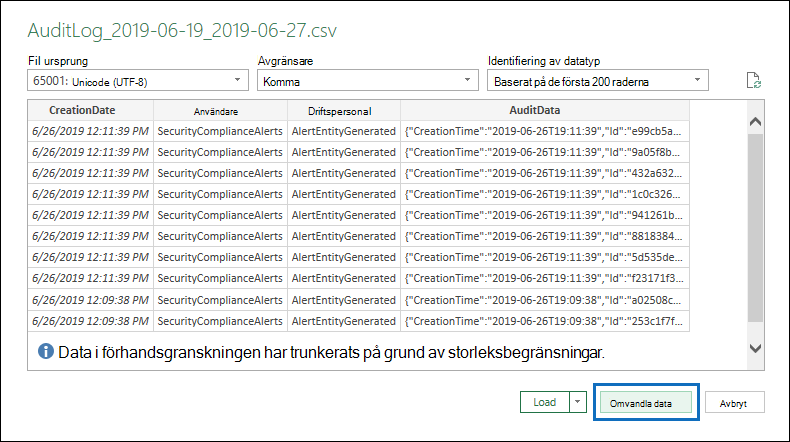 AuditLog_2019-06-19_2019-06-27.csv
Fil ursprung Avgränsare Identifiering av datatyp
65001: Unicode (UTF-8) Komma Baserat på de första 200 raderna
CreationDate Användare Driftspersonal AuditData
6/26/2019 12:11:39 PM SecurityComplianceAlerts AlertEntityGenerated {"CreationTime":"2019-06-26T19:11:39","Id":"e99cb5a...
6/26/2019 12:11:39 PM SecurityComplianceAlerts AlertEntityGenerated {"CreationTime":"2019-06-26T19:11:39","Id":"9a05f8b...
6/26/2019 12:11:39 PM SecurityComplianceAlerts AlertEntityGenerated {"CreationTime":"2019-06-26T19:11:39","Id":"432a632...
6/26/2019 12:11:39 PM SecurityComplianceAlerts AlertEntityGenerated {"CreationTime":"2019-06-26T19:11:39","Id":"1c0c326...
6/26/2019 12:11:39 PM SecurityComplianceAlerts AlertEntityGenerated {"CreationTime":"2019-06-26T19:11:39","Id":"941261b...
6/26/2019 12:11:39 PM SecurityComplianceAlerts AlertEntityGenerated {"CreationTime":"2019-06-26T19:11:39","Id":"8818384...
6/26/2019 12:11:39 PM SecurityComplianceAlerts AlertEntityGenerated {"CreationTime":"2019-06-26T19:11:39","Id":"5d535de...
6/26/2019 12:11:39 PM SecurityComplianceAlerts AlertEntityGenerated {"CreationTime":"2019-06-26T19:11:39","Id":"f23171f3...
6/26/2019 12:09:38 PM SecurityComplianceAlerts AlertEntityGenerated {"CreationTime":"2019-06-26T19:09:38","Id":"a02508c...
6/26/2019 12:09:38 PM SecurityComplianceAlerts AlertEntityGenerated {"CreationTime":"2019-06-26T19:09:38","Id":"253c1f7f...
Data i förhandsgranskningen har trunkerats på grund av storleksbegränsningar.
Load Omvandla data Avbryt